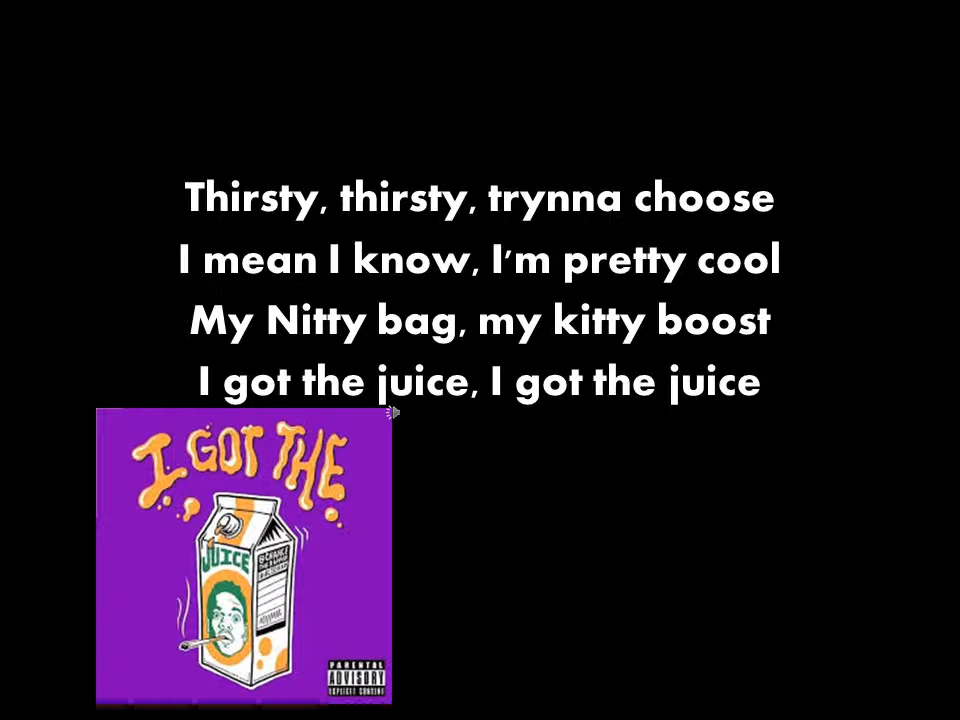 Thirsty, thirsty, trynna choose
I mean I know, I'm pretty cool
My Nitty bag, my kitty boost
I got the juice, I got the juice
I GOT THE
JUICE
PARENTAL
ADVISORY
EXPLICIT CONTENT